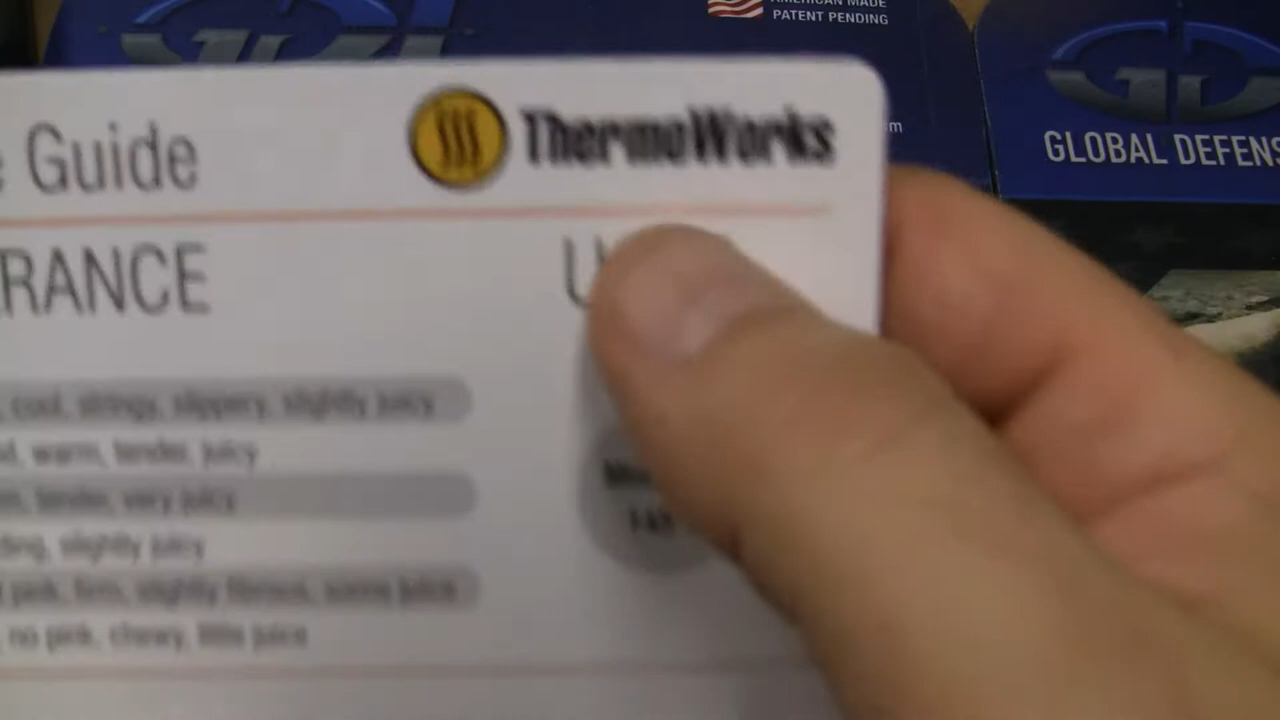 AMERICAN MADE
PATENT PENDING
GLOBAL DEFENS
Guide
ThermoWorks
RANCE
U
cool, stringy, slippery, slightly juicy
warm, tender, juicy
tender, very juicy
slightly juicy
pink, firm, slightly fibrous, some juice
no pink, chewy, little juice
145